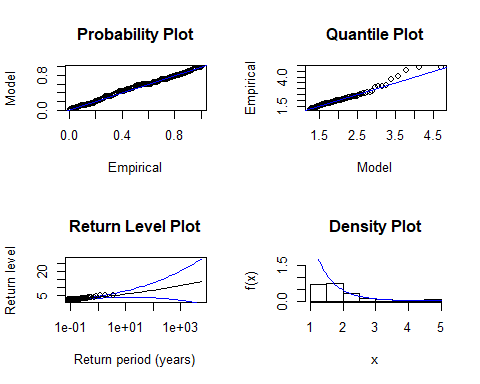 Probability Plot
Model
0.0 0.8
0.0 0.4 0.8
Empirical
Quantile Plot
Empirical
1.5 4.0
1.5 2.5 3.5 4.5
Model
Return Level Plot
Return level
5 20
1e-01 1e+01 1e+03
Return period (years)
Density Plot
f(x)
0.0 1.5
1 2 3 4 5
x